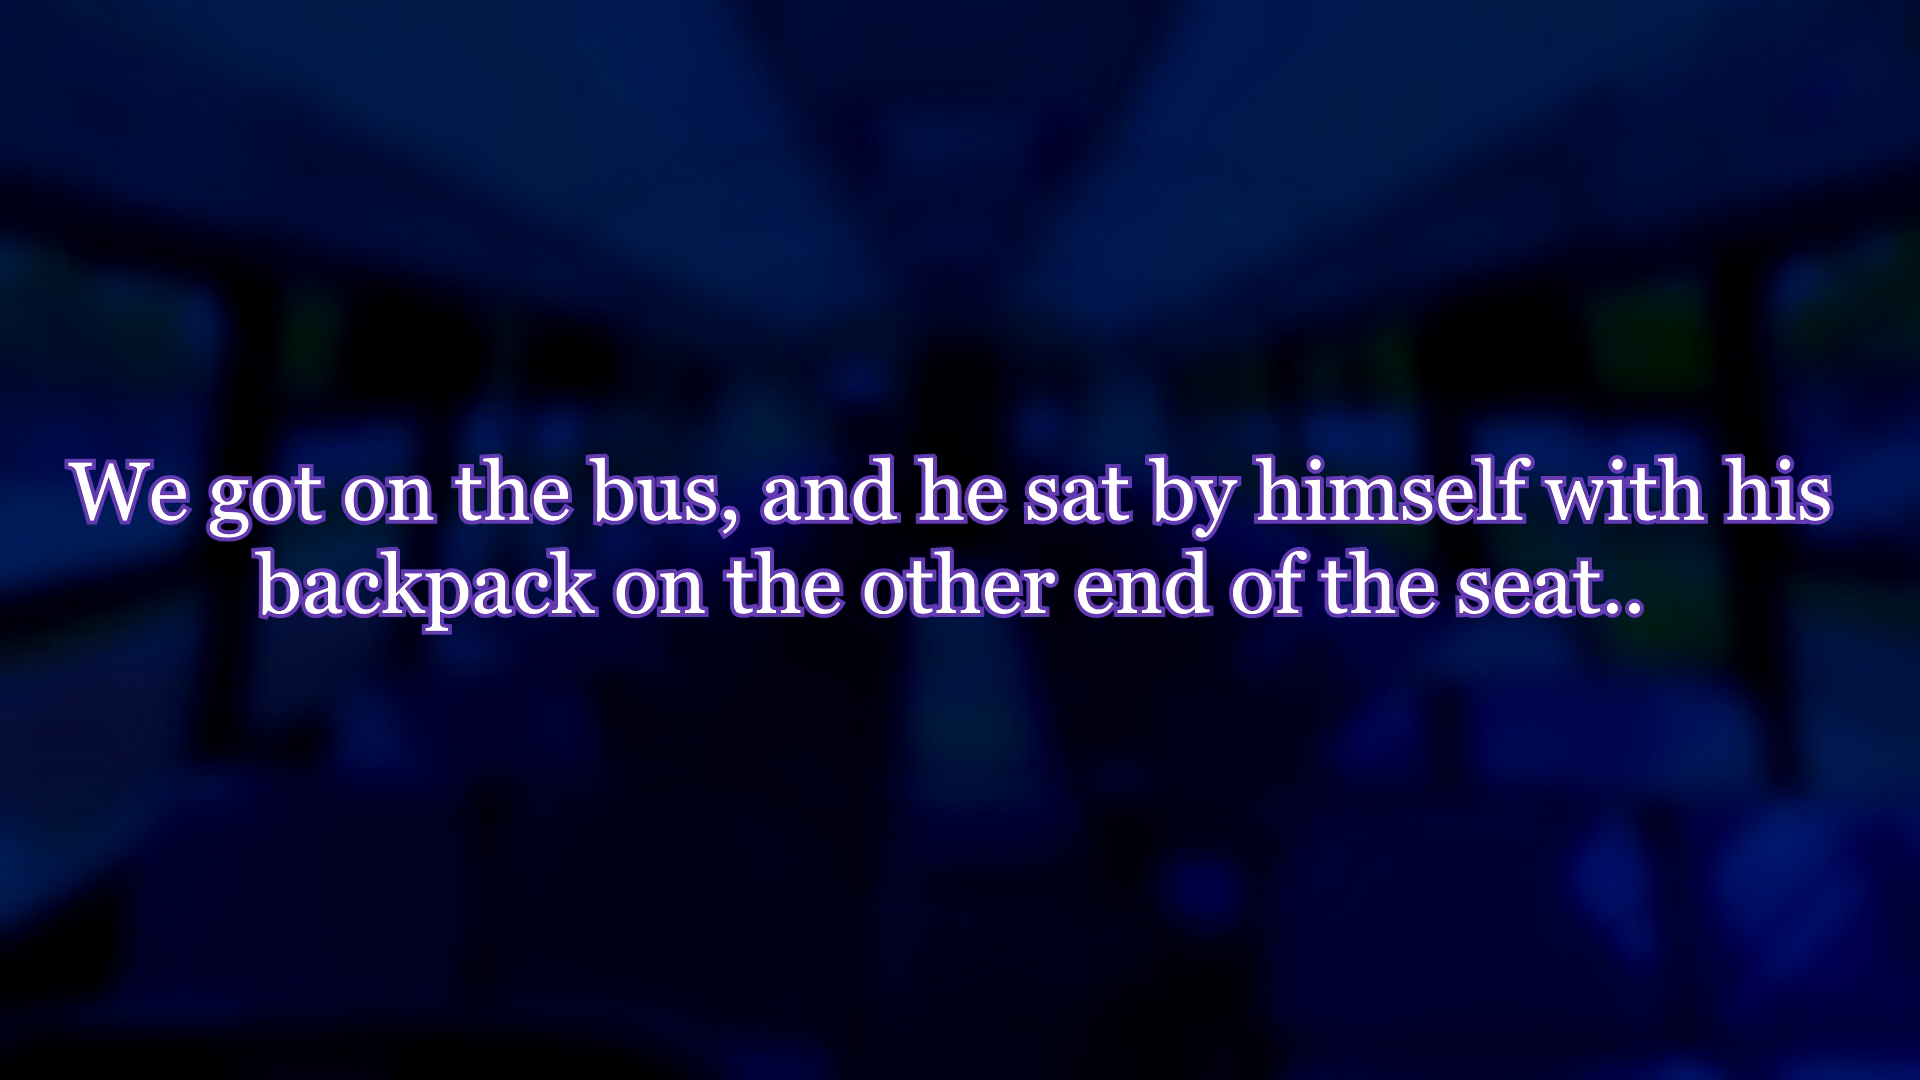 We got on the bus, and he sat by himself with his
backpack on the other end of the seat..